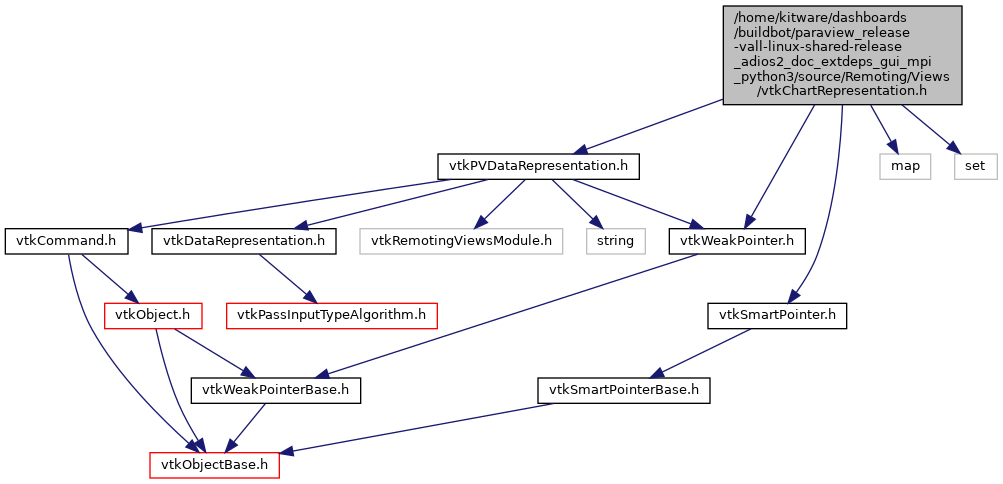 /home/kitware/dashboards
/buildbot/paraview_release
-vall-linux-shared-release
_adios2_doc_extdeps_gui_mpi
_python3/source/Remoting/Views
/vtkChartRepresentation.h
vtkPVDataRepresentation.h
map
set
vtkCommand.h
vtkDataRepresentation.h
vtkRemotingViewsModule.h
string
vtkWeakPointer.h
vtkObject.h
vtkPassInputTypeAlgorithm.h
vtkSmartPointer.h
vtkWeakPointerBase.h
vtkSmartPointerBase.h
vtkObjectBase.h